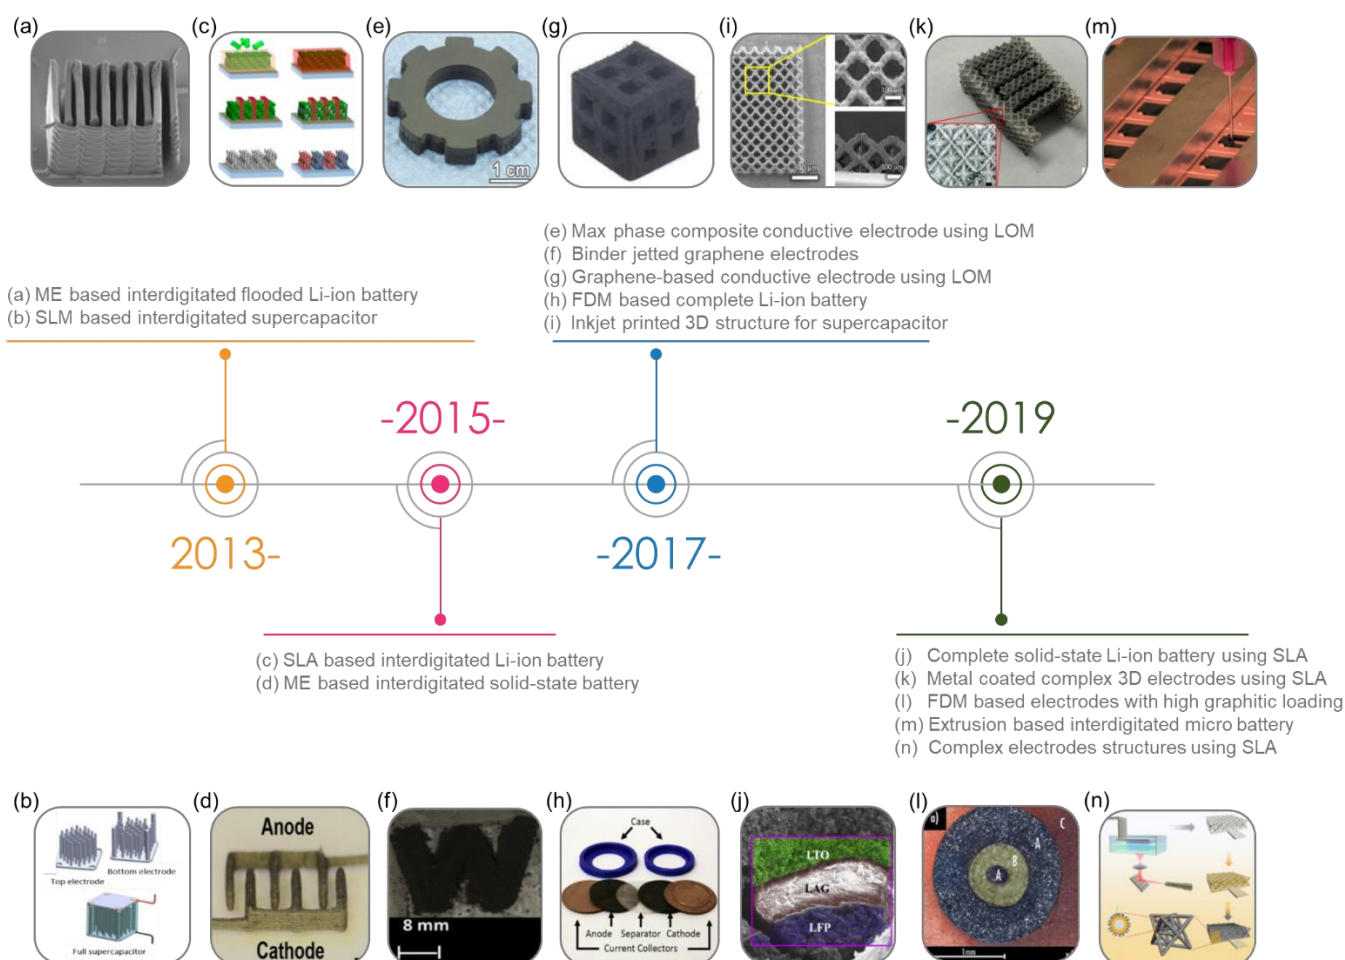 (a)
(c)
(e)
(g)
(i)
(k)
(m)
1 cm
100 μm
100 μm
(e) Max phase composite conductive electrode using LOM
(f) Binder jetted graphene electrodes
(g) Graphene-based conductive electrode using LOM
(h) FDM based complete Li-ion battery
(i) Inkjet printed 3D structure for supercapacitor
(a) ME based interdigitated flooded Li-ion battery
(b) SLM based interdigitated supercapacitor
-2015-
-2019
2013-
-2017-
(c) SLA based interdigitated Li-ion battery
(d) ME based interdigitated solid-state battery
(j) Complete solid-state Li-ion battery using SLA
(k) Metal coated complex 3D electrodes using SLA
(l) FDM based electrodes with high graphitic loading
(m) Extrusion based interdigitated micro battery
(n) Complex electrodes structures using SLA
(b)
(d)
(f)
(h)
(j)
(l)
(n)
Top electrode
Bottom electrode
Full supercapacitor
Anode
Cathode
8 mm
Case
Anode Separator Cathode
Current Collectors
LTO
LAG
LFP
a)
C
A
B
A
1mm